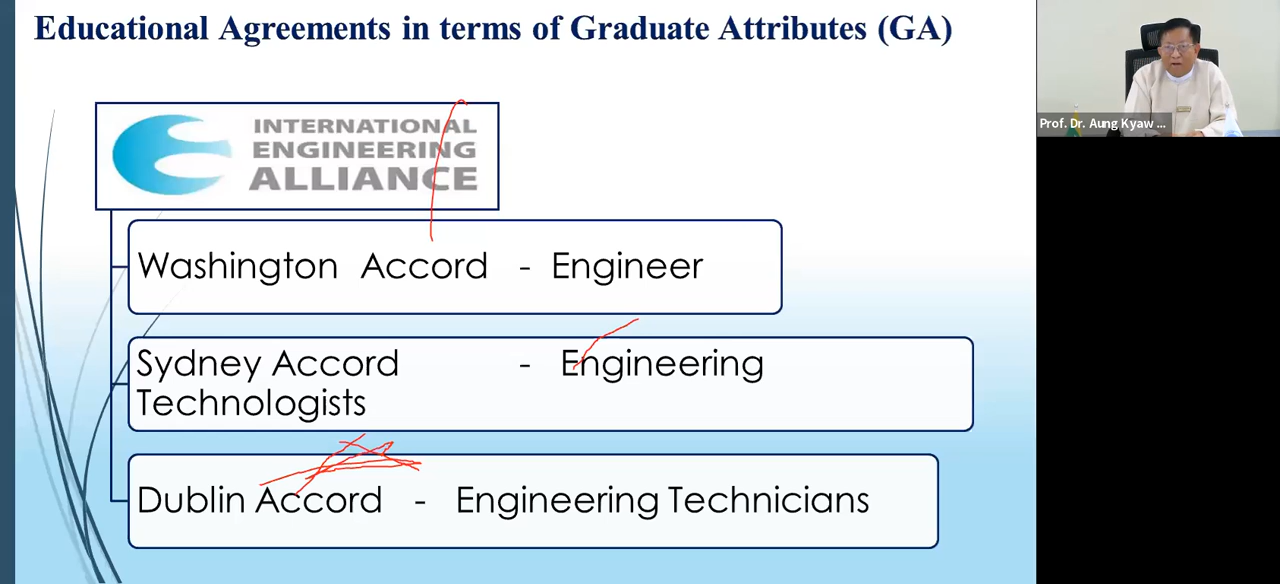 Educational Agreements in terms of Graduate Attributes (GA)
INTERNATIONAL
ENGINEERING
ALLIANCE
Washington Accord - Engineer
Sydney Accord - Engineering
Technologists
Dublin Accord - Engineering Technicians
Prof. Dr. Aung Kyaw ...